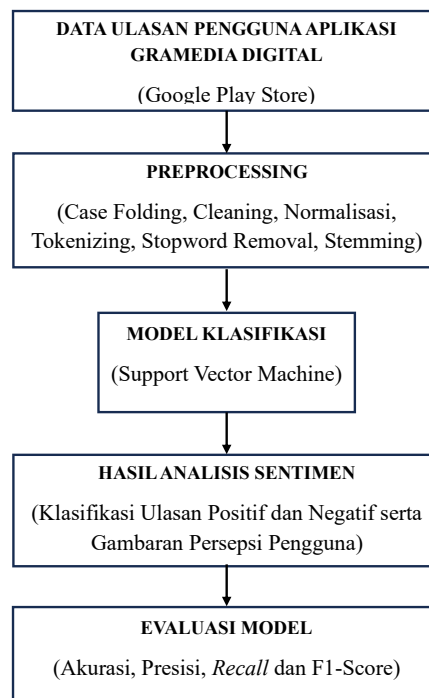 DATA ULASAN PENGGUNA APLIKASI
GRAMEDIA DIGITAL
(Google Play Store)
PREPROCESSING
(Case Folding, Cleaning, Normalisasi,
Tokenizing, Stopword Removal, Stemming)
MODEL KLASIFIKASI
(Support Vector Machine)
HASIL ANALISIS SENTIMEN
(Klasifikasi Ulasan Positif dan Negatif serta
Gambaran Persepsi Pengguna)
EVALUASI MODEL
(Akurasi, Presisi, Recall dan F1-Score)